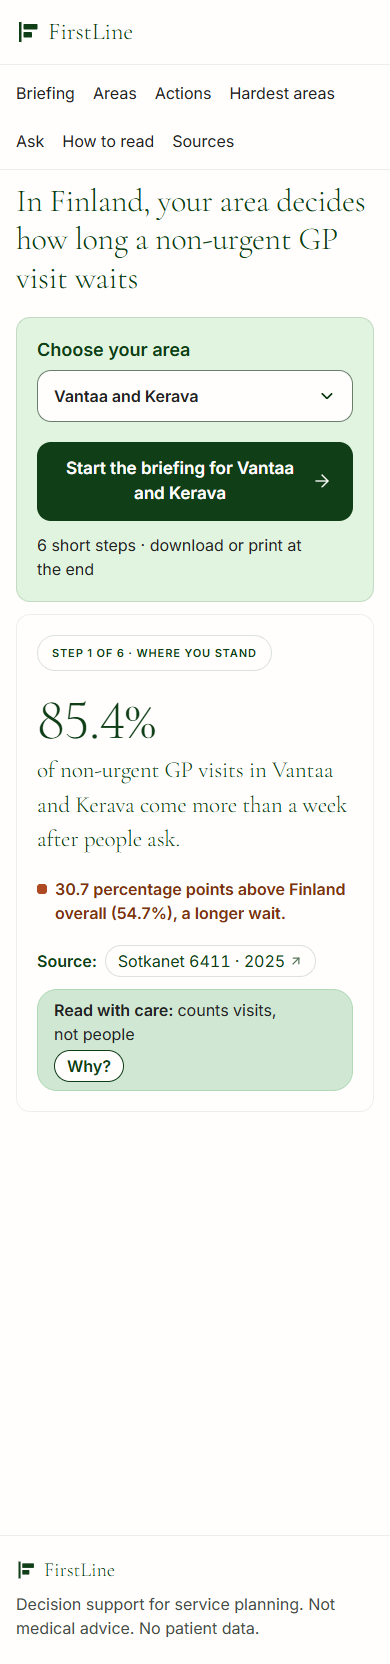 FirstLine
Briefing Areas Actions Hardest areas
Ask How to read Sources
In Finland, your area decides
how long a non-urgent GP
visit waits
Choose your area
Vantaa and Kerava
Start the briefing for Vantaa
and Kerava →
6 short steps · download or print at
the end
STEP 1 OF 6 · WHERE YOU STAND
85.4%
of non-urgent GP visits in Vantaa
and Kerava come more than a week
after people ask.
30.7 percentage points above Finland
overall (54.7%), a longer wait.
Source: Sotkanet 6411 · 2025 ↗
Read with care: counts visits,
not people
Why?
FirstLine
Decision support for service planning. Not
medical advice. No patient data.